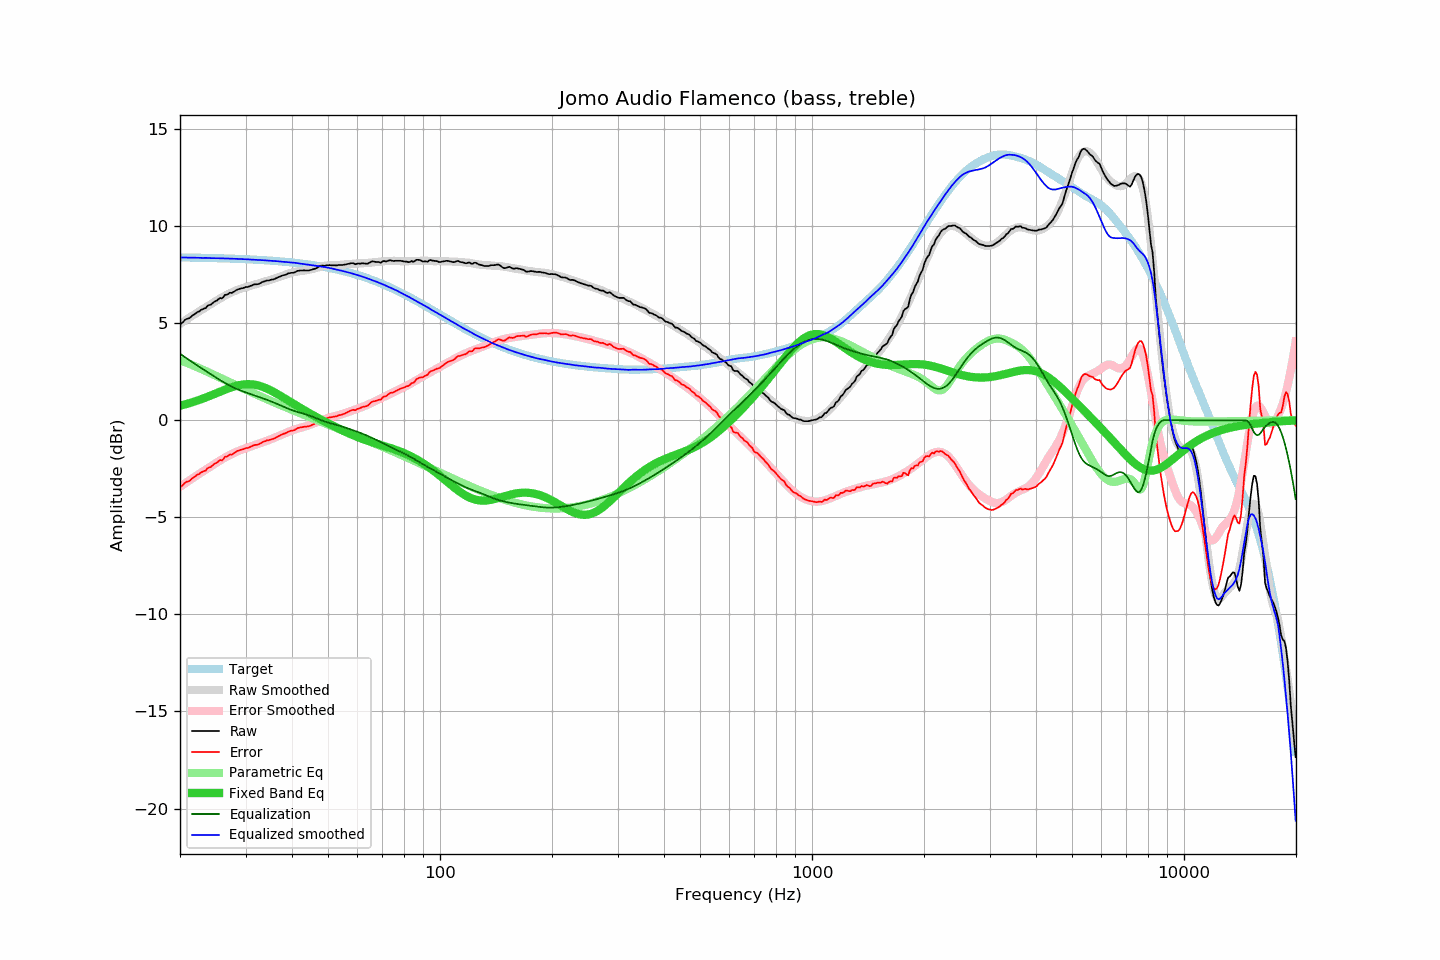 Jomo Audio Flamenco (bass, treble)
15
10
5
0
−5
−10
−15
−20
Amplitude (dBr)
Target
Raw Smoothed
Error Smoothed
Raw
Error
Parametric Eq
Fixed Band Eq
Equalization
Equalized smoothed
100
1000
10000
Frequency (Hz)